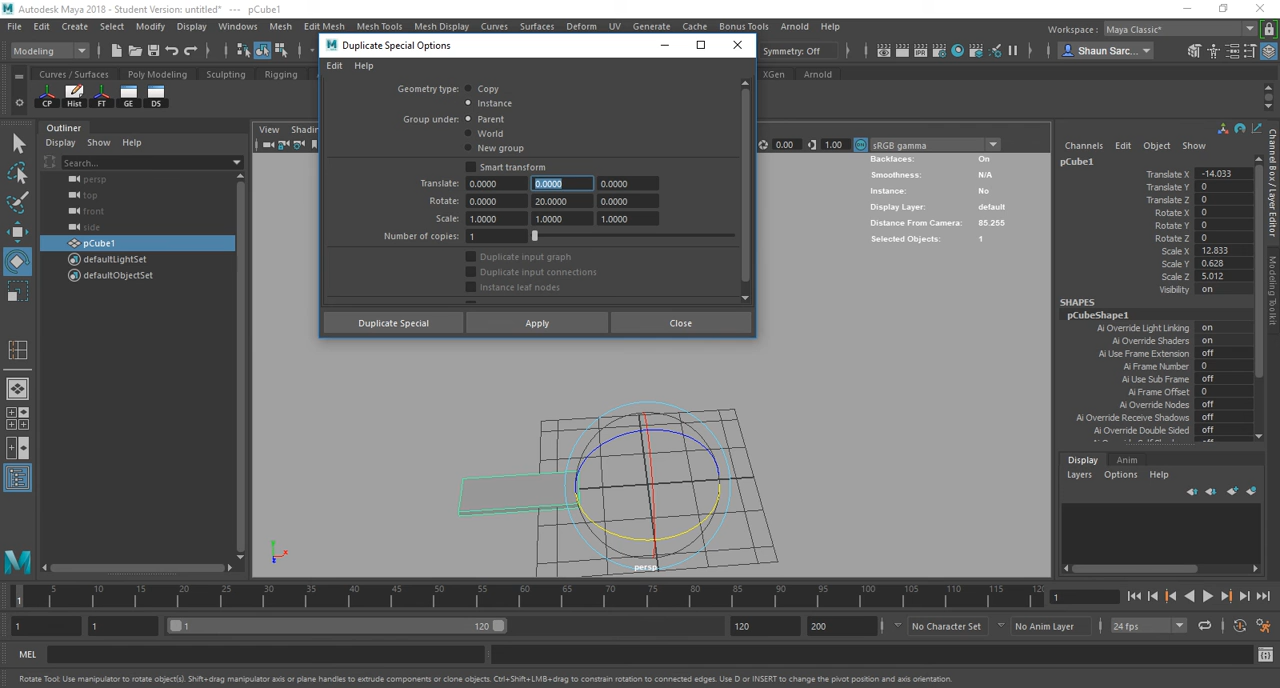 Autodesk Maya 2018 - Student Version: untitled* --- pCube1
File Edit Create Select Modify Display Windows Mesh Edit Mesh Mesh Tools Mesh Display Curves Surfaces Deform UV Generate Cache Bonus Tools Arnold Help
Workspace : Maya Classic*
Modeling
Symmetry: Off
Shaun Sarc...
Curves / Surfaces Poly Modeling Sculpting Rigging
XGen Arnold
CP Hist FT GE DS
Duplicate Special Options
Edit Help
Geometry type: Copy
Instance
Group under: Parent
World
New group
Smart transform
Translate: 0.0000 0.0000 0.0000
Rotate: 0.0000 20.0000 0.0000
Scale: 1.0000 1.0000 1.0000
Number of copies: 1
Duplicate input graph
Duplicate input connections
Instance leaf nodes
Duplicate Special Apply Close
Outliner
Display Show Help
Search...
persp
top
front
side
pCube1
defaultLightSet
defaultObjectSet
View Shadin
0.00 1.00 sRGB gamma
Backfaces: On
Smoothness: N/A
Instance: No
Display Layer: default
Distance From Camera: 85.255
Selected Objects: 1
persp
Channels Edit Object Show
pCube1
Translate X -14.033
Translate Y 0
Translate Z 0
Rotate X 0
Rotate Y 0
Rotate Z 0
Scale X 12.833
Scale Y 0.628
Scale Z 5.012
Visibility on
SHAPES
pCubeShape1
Ai Override Light Linking on
Ai Override Shaders on
Ai Use Frame Extension off
Ai Frame Number 0
Ai Use Sub Frame off
Ai Frame Offset 0
Ai Override Nodes off
Ai Override Receive Shadows off
Ai Override Double Sided off
Channel Box / Layer Editor
Modeling Toolkit
Display Anim
Layers Options Help
1 5 10 15 20 25 30 35 40 45 50 55 60 65 70 75 80 85 90 95 100 105 110 115 120
1
1 1 1 120 120 200 No Character Set No Anim Layer 24 fps
MEL
Rotate Tool: Use manipulator to rotate object(s). Shift+drag manipulator axis or plane handles to extrude components or clone objects. Ctrl+Shift+LMB+drag to constrain rotation to connected edges. Use D or INSERT to change the pivot position and axis orientation.